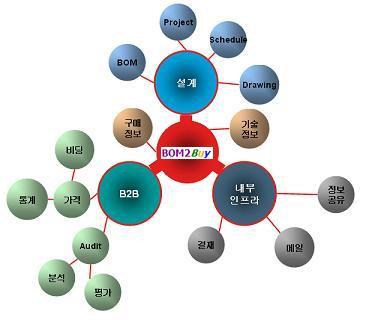 Project
Schedule
BOM
설계
Drawing
구매
정보
기술
정보
BOM2Buy
비딩
통계
가격
B2B
내부
인프라
정보
공유
Audit
결재
메일
분석
평가